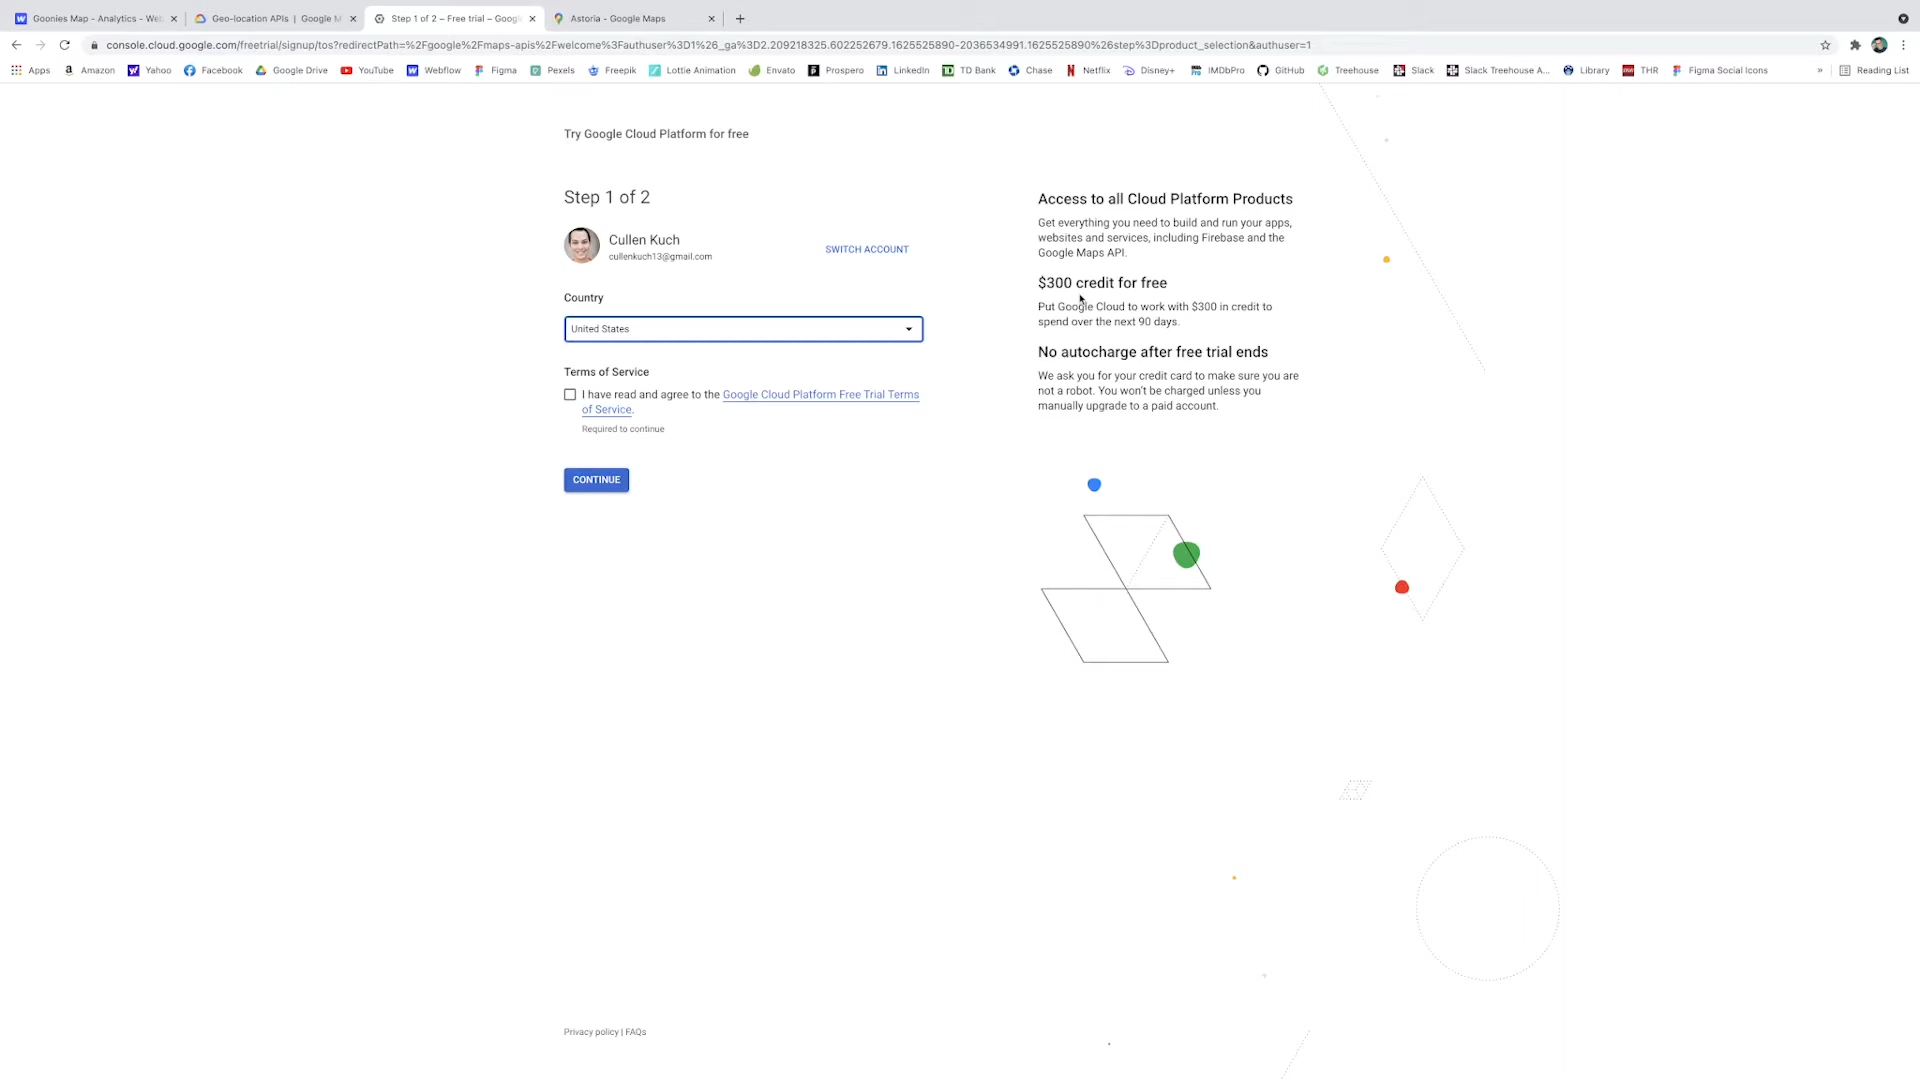 Goonies Map - Analytics - Web
Geo-location APIs | Google M
Step 1 of 2 – Free trial – Googl
Astoria - Google Maps
console.cloud.google.com/freetrial/signup/tos?redirectPath=%2Fgoogle%2Fmaps-apis%2Fwelcome%3Fauthuser%3D1%26_ga%3D2.209218325.602252679.1625525890-2036534991.1625525890%26step%3Dproduct_selection&authuser=1
Apps
Amazon
Yahoo
Facebook
Google Drive
YouTube
Webflow
Figma
Pexels
Freepik
Lottie Animation
Envato
Prospero
LinkedIn
TD Bank
Chase
Netflix
Disney+
IMDbPro
GitHub
Treehouse
Slack
Slack Treehouse A...
Library
THR
Figma Social Icons
»
Reading List
Try Google Cloud Platform for free
Step 1 of 2
Cullen Kuch
cullenkuch13@gmail.com
SWITCH ACCOUNT
Country
United States
Terms of Service
I have read and agree to the Google Cloud Platform Free Trial Terms
of Service.
Required to continue
CONTINUE
Access to all Cloud Platform Products
Get everything you need to build and run your apps,
websites and services, including Firebase and the
Google Maps API.
$300 credit for free
Put Google Cloud to work with $300 in credit to
spend over the next 90 days.
No autocharge after free trial ends
We ask you for your credit card to make sure you are
not a robot. You won't be charged unless you
manually upgrade to a paid account.
Privacy policy | FAQs